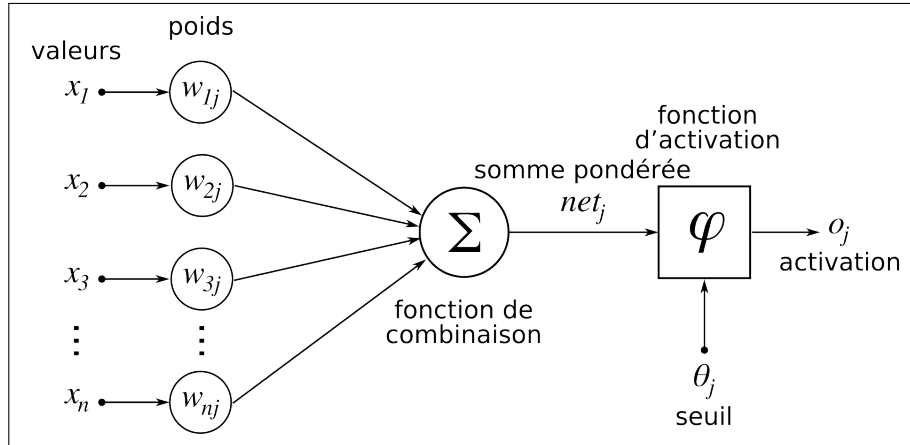 poids
valeurs
x1
w1j
x2
w2j
x3
w3j
⋮
⋮
xn
wnj
Σ
fonction de
combinaison
somme pondérée
netj
fonction
d'activation
φ
oj
activation
θj
seuil